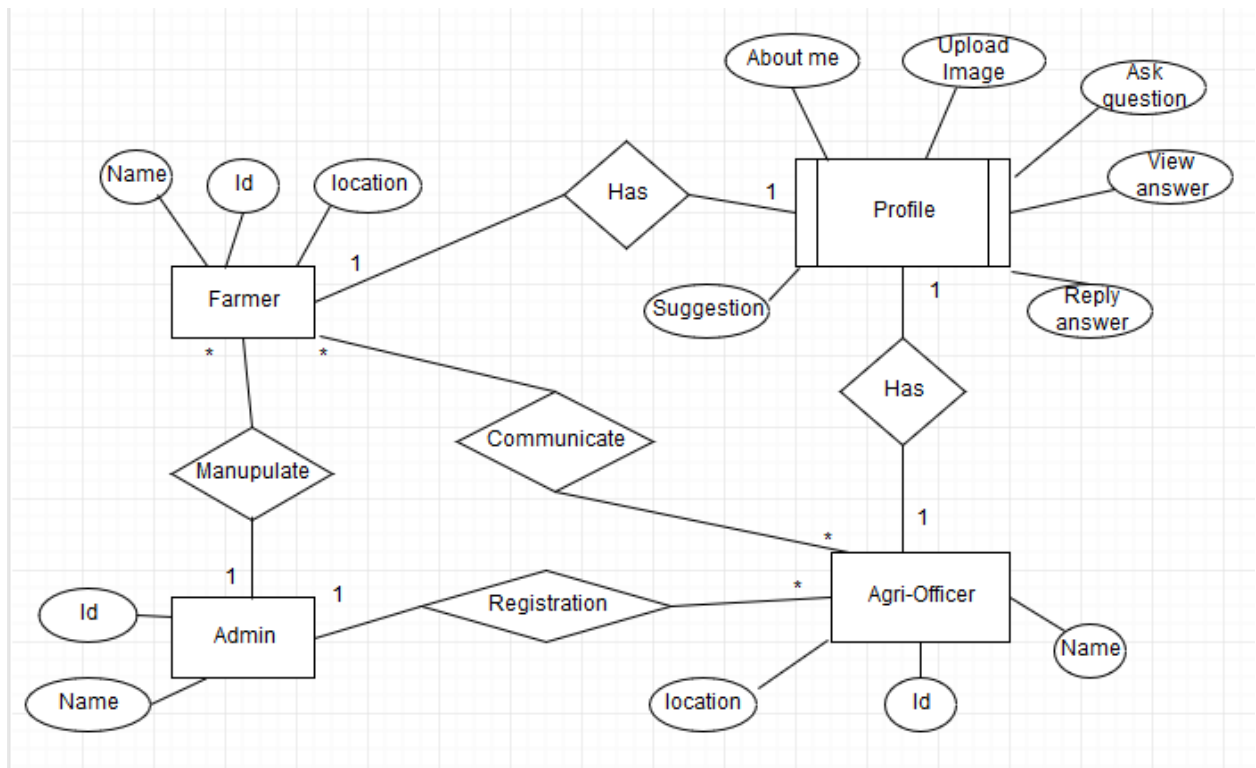 About me
Upload
Image
Ask
question
Name
Id
location
Has
1
View
answer
Profile
1
Farmer
Suggestion
1
Reply
answer
*
*
Has
Communicate
Manupulate
1
*
1
1
Registration
*
Agri-Officer
Id
Admin
Name
Name
location
Id